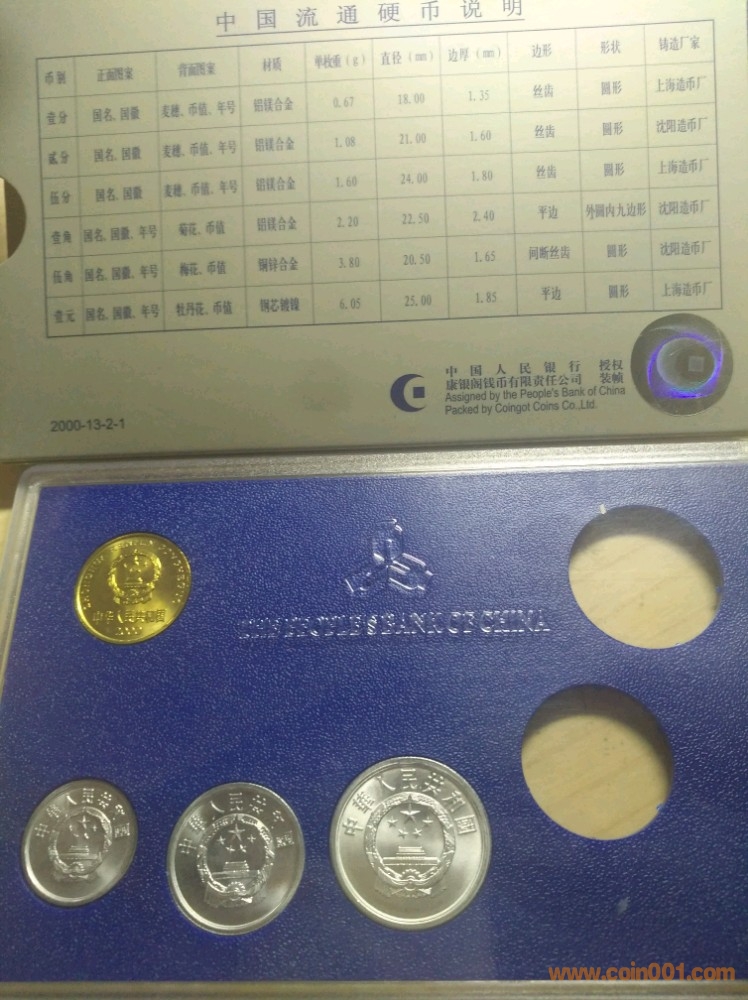 中国流通硬币说明
币别 正面图案 背面图案 材质 单枚重(g) 直径(mm) 边厚(mm) 边形 形状 铸造厂家
壹分 国名、国徽 麦穗、币值、年号 铝镁合金 0.67 18.00 1.35 丝齿 圆形 上海造币厂
贰分 国名、国徽 麦穗、币值、年号 铝镁合金 1.08 21.00 1.60 丝齿 圆形 沈阳造币厂
伍分 国名、国徽 麦穗、币值、年号 铝镁合金 1.60 24.00 1.80 丝齿 圆形 上海造币厂
壹角 国名、国徽、年号 菊花、币值 铝镁合金 2.20 22.50 2.40 平边 外圆内九边形 沈阳造币厂
伍角 国名、国徽、年号 梅花、币值 铜锌合金 3.80 20.50 1.65 间断丝齿 圆形 沈阳造币厂
壹元 国名、国徽、年号 牡丹花、币值 钢芯镀镍 6.05 25.00 1.85 平边 圆形 上海造币厂
中国人民银行 授权
康银阁钱币有限责任公司 装帧
Assigned by the People's Bank of China
Packed by Coingot Coins Co.,Ltd.
2000-13-2-1
中华人民共和国
2000
THE PEOPLE'S BANK OF CHINA
中華人民共和國
中華人民共和國
中華人民共和國
www.coin001.com